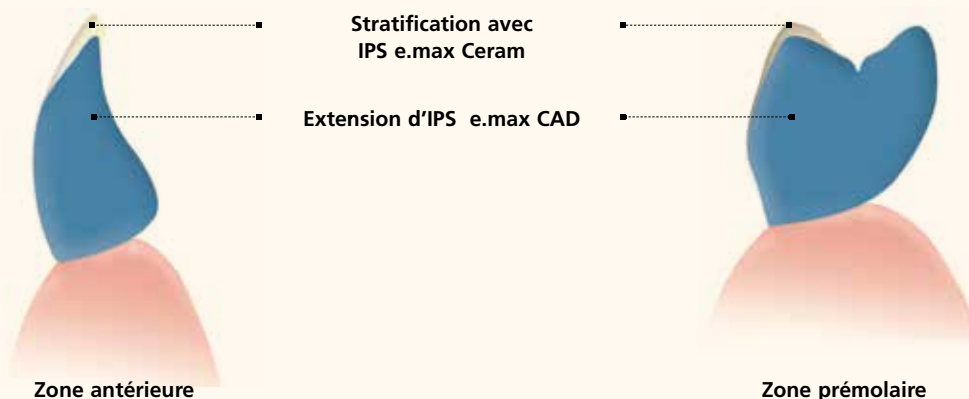 Stratification avec
IPS e.max Ceram
Extension d'IPS e.max CAD
Zone antérieure
Zone prémolaire